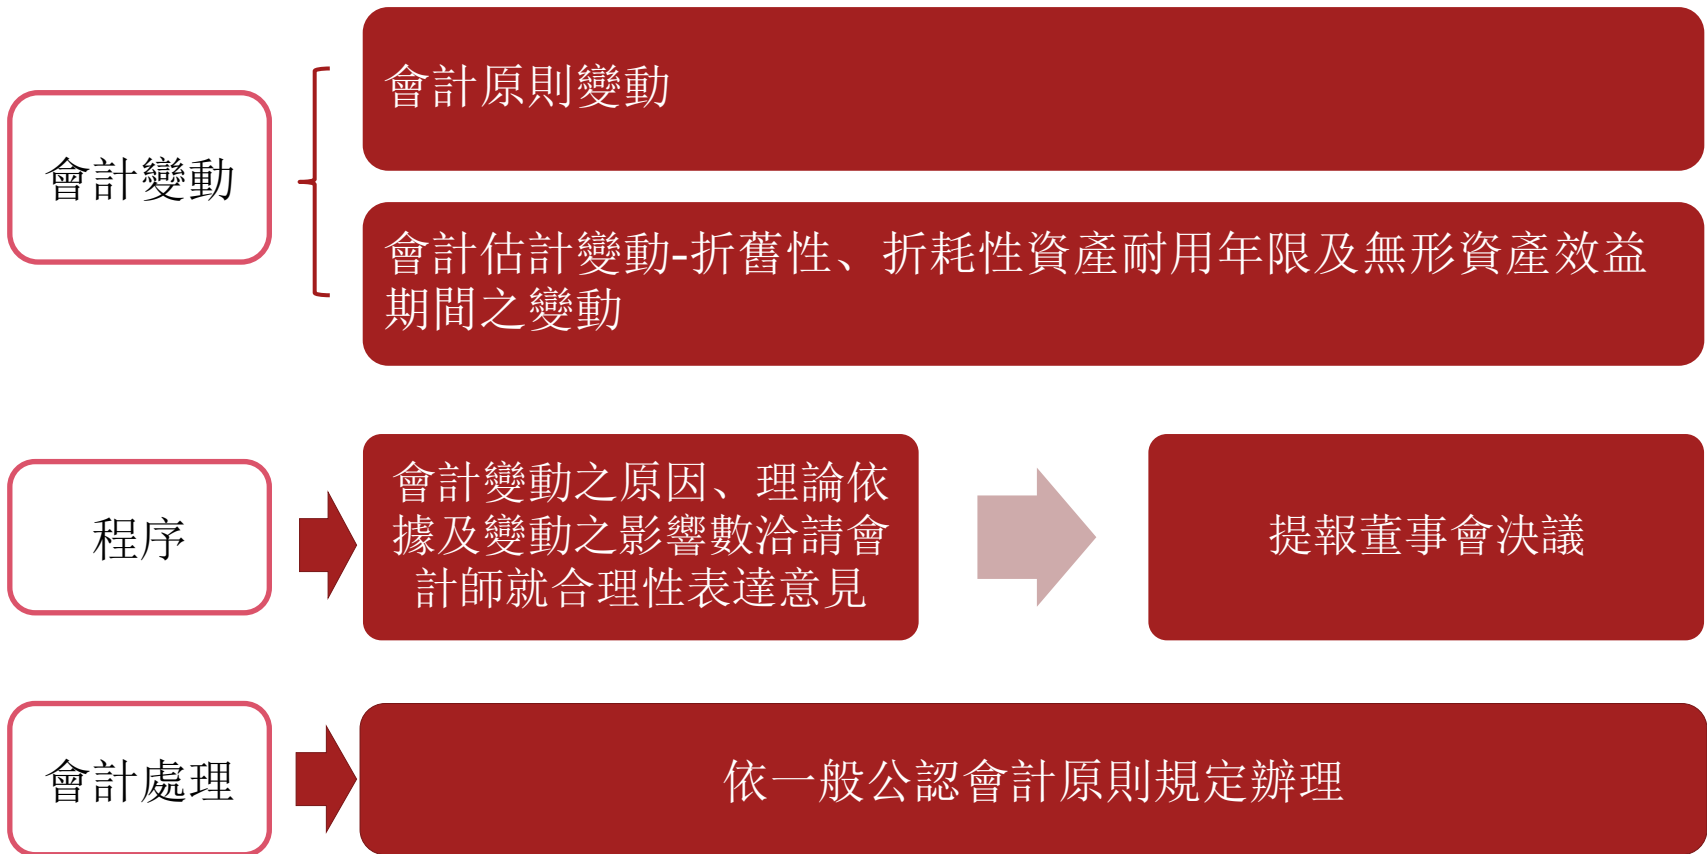 會計變動
會計原則變動
會計估計變動-折舊性、折耗性資產耐用年限及無形資產效益
期間之變動
程序
會計變動之原因、理論依
據及變動之影響數洽請會
計師就合理性表達意見
提報董事會決議
會計處理
依一般公認會計原則規定辦理